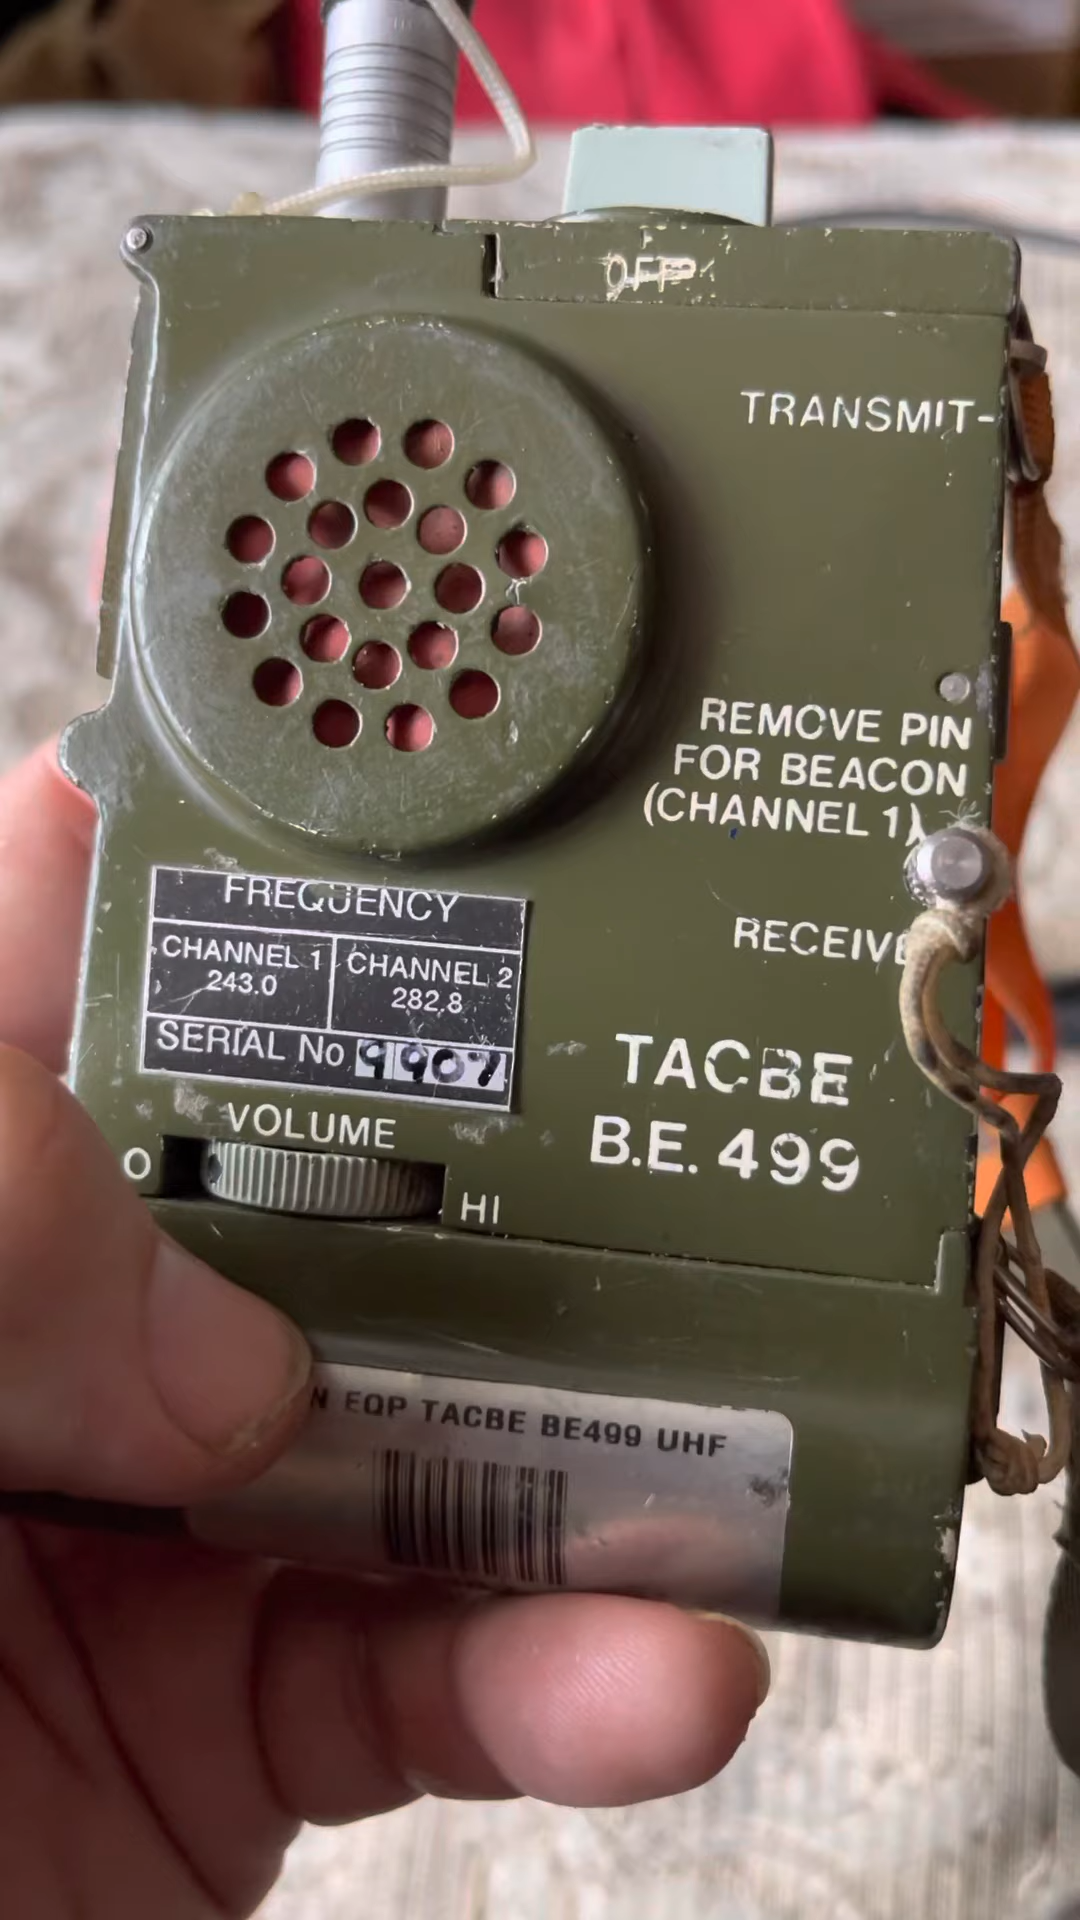 OFF
TRANSMIT-
REMOVE PIN
FOR BEACON
(CHANNEL 1)
RECEIVE
FREQUENCY
CHANNEL 1 CHANNEL 2
243.0 282.8
SERIAL No 9907
TACBE
B.E. 499
VOLUME
O HI
EQP TACBE BE499 UHF